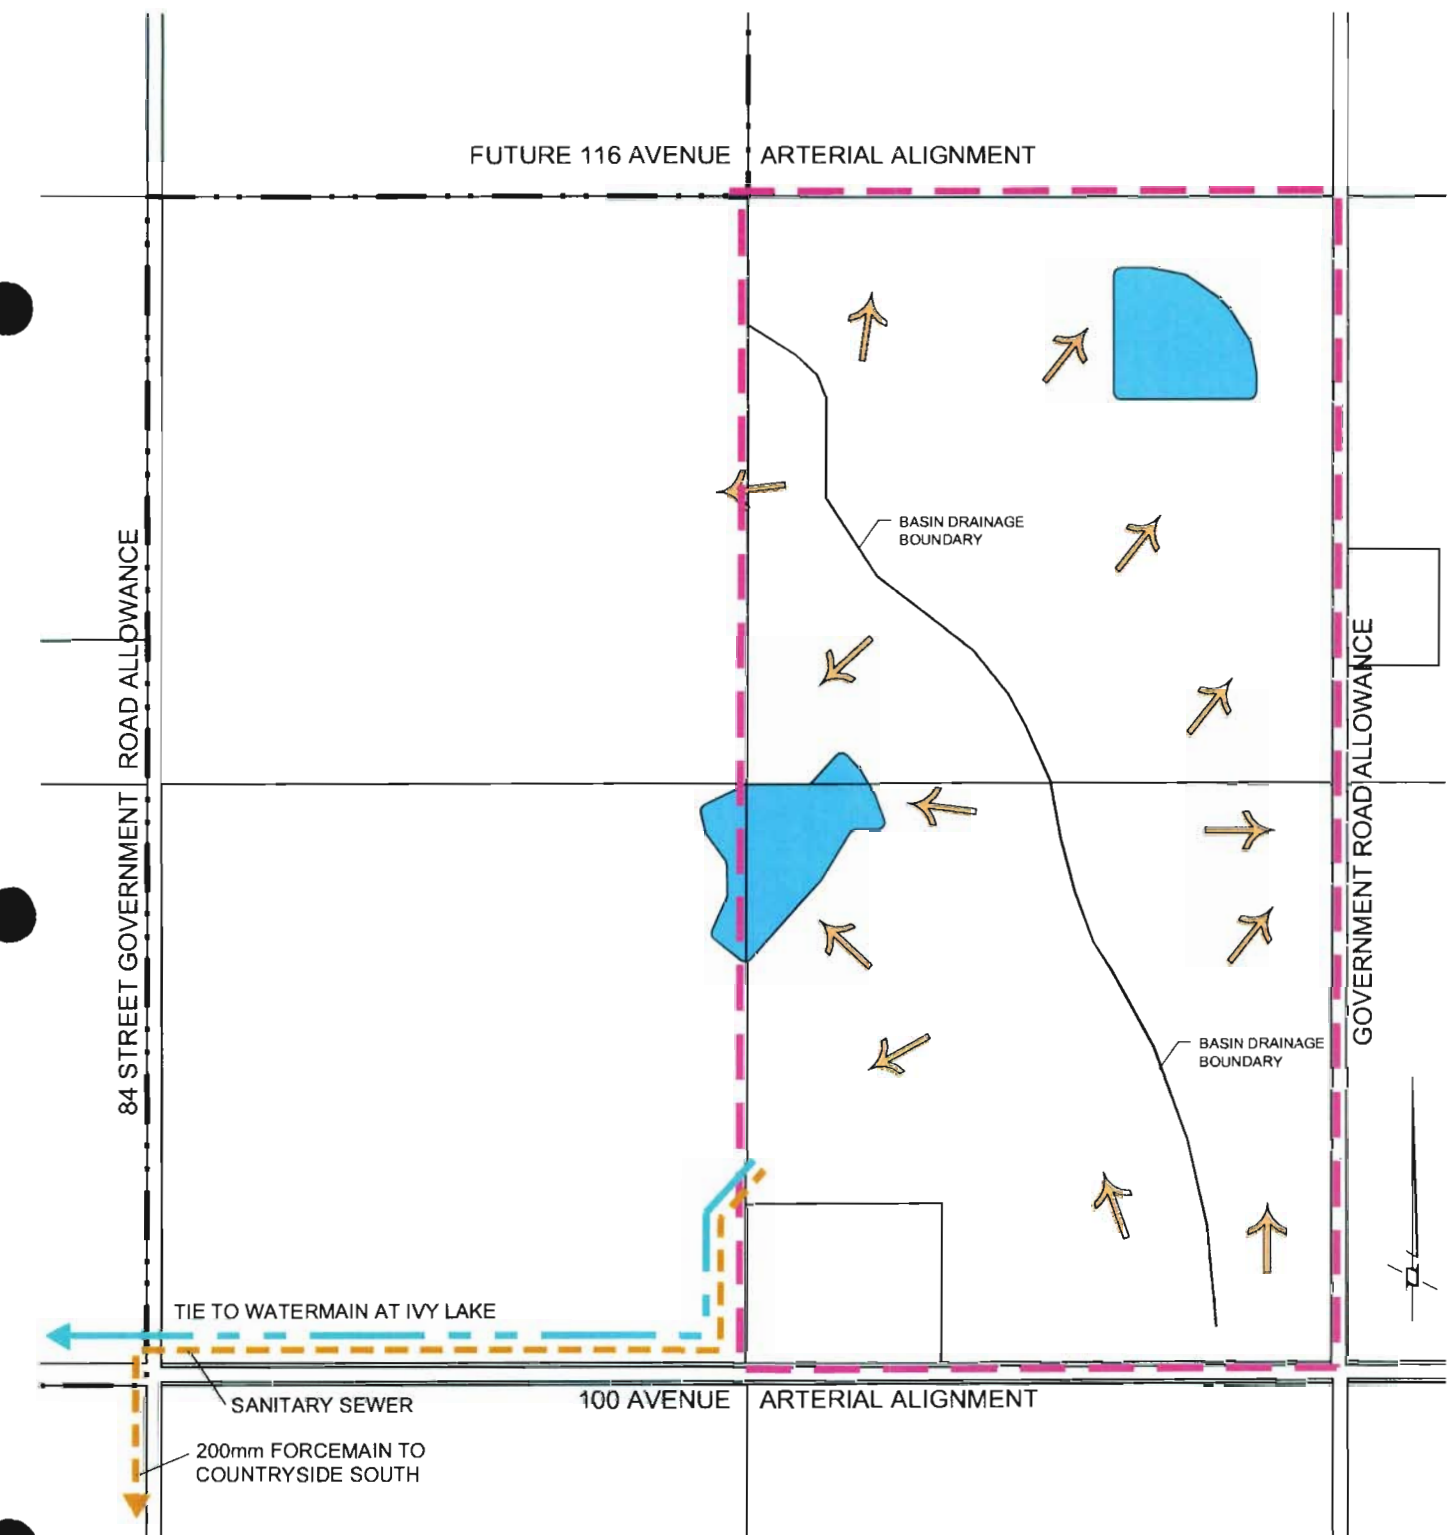 FUTURE 116 AVENUE ARTERIAL ALIGNMENT
BASIN DRAINAGE
BOUNDARY
84 STREET GOVERNMENT ROAD ALLOWANCE
GOVERNMENT ROAD ALLOWANCE
BASIN DRAINAGE
BOUNDARY
TIE TO WATERMAIN AT IVY LAKE
SANITARY SEWER
100 AVENUE ARTERIAL ALIGNMENT
200mm FORCEMAIN TO
COUNTRYSIDE SOUTH